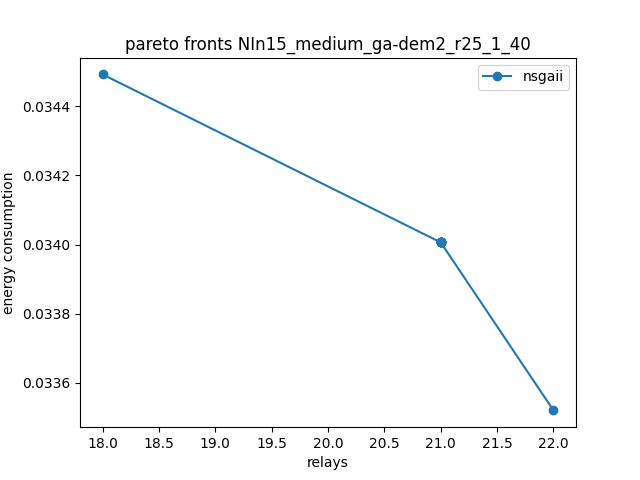 pareto fronts NIn15_medium_ga-dem2_r25_1_40
nsgaii
0.0344
0.0342
0.0340
0.0338
0.0336
energy consumption
18.0 18.5 19.0 19.5 20.0 20.5 21.0 21.5 22.0
relays